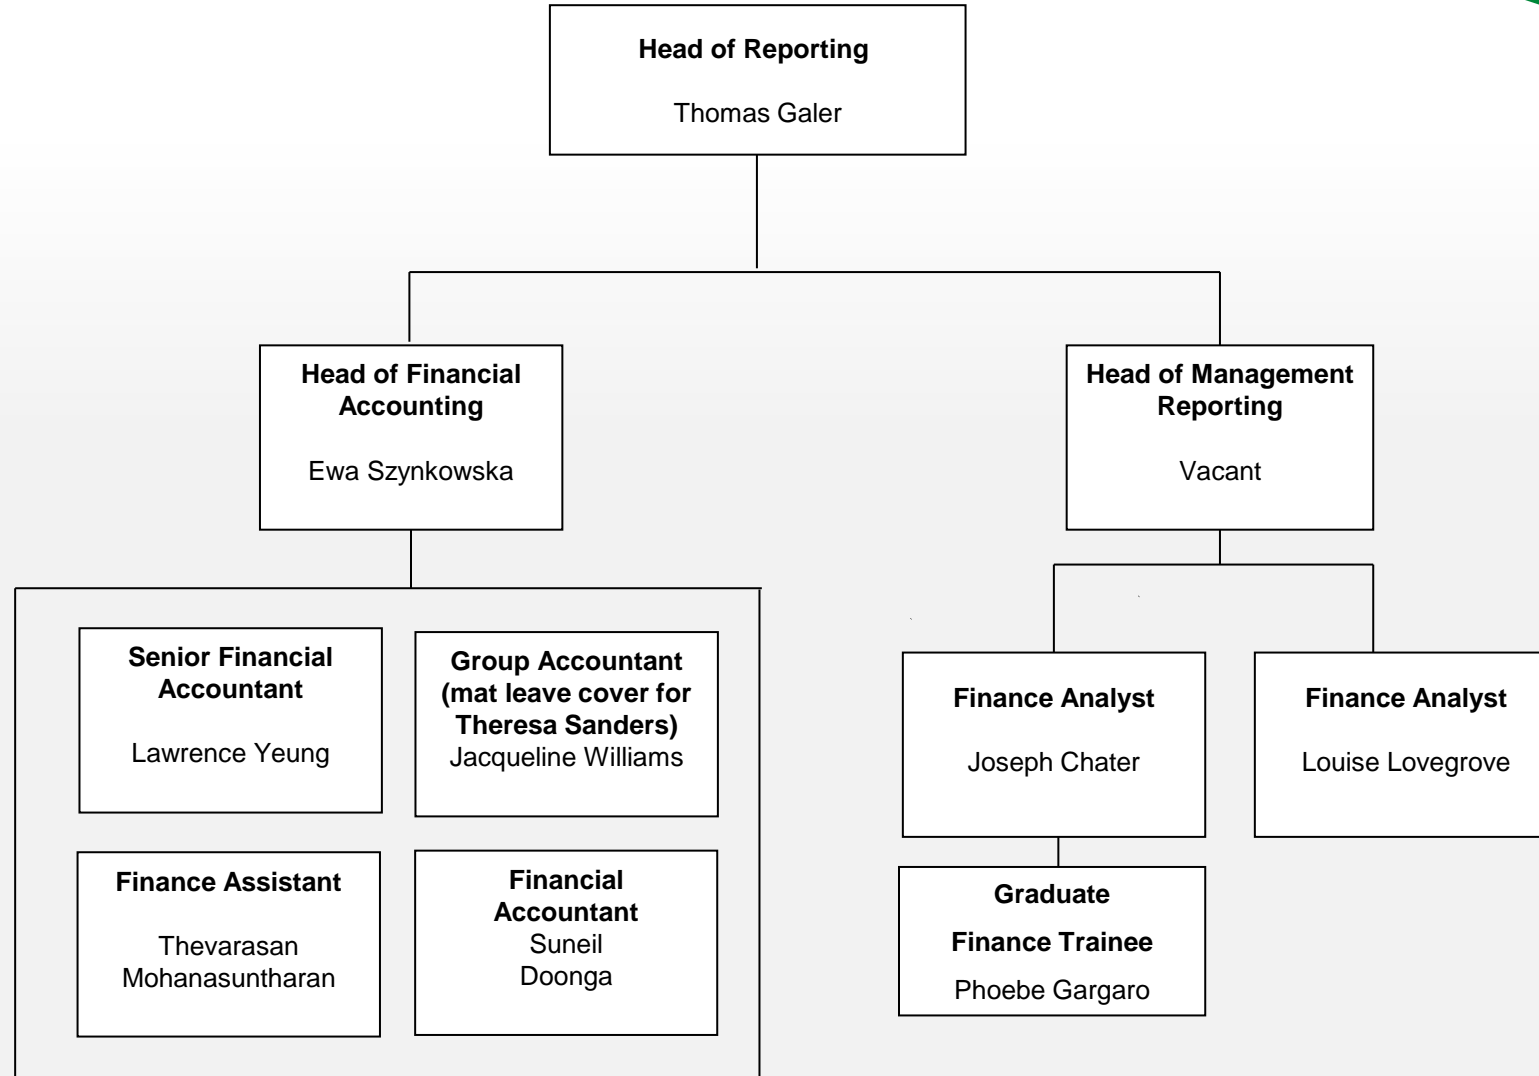 Head of Reporting
Thomas Galer
Head of Financial
Accounting
Ewa Szynkowska
Head of Management
Reporting
Vacant
Senior Financial
Accountant
Lawrence Yeung
Group Accountant
(mat leave cover for
Theresa Sanders)
Jacqueline Williams
Finance Analyst
Joseph Chater
Finance Analyst
Louise Lovegrove
Finance Assistant
Thevarasan
Mohanasuntharan
Financial
Accountant
Suneil
Doonga
Graduate
Finance Trainee
Phoebe Gargaro